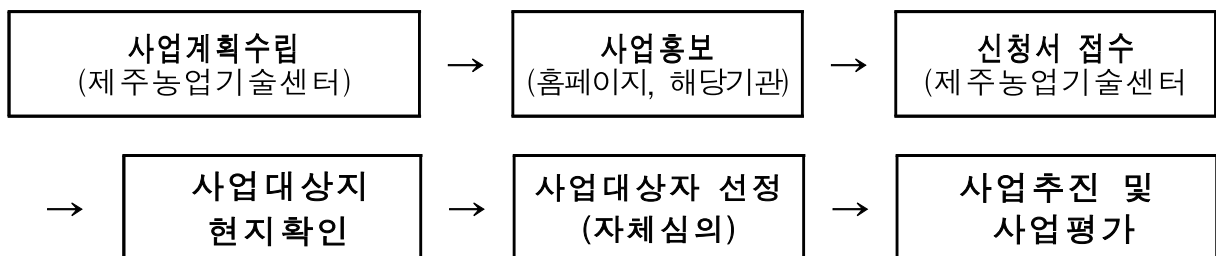 사업계획수립 → 사업홍보 → 신청서 접수
(제주농업기술센터) (홈페이지, 해당기관) (제주농업기술센터
→ 사업대상지 → 사업대상자 선정 → 사업추진 및
현지확인 (자체심의) 사업평가